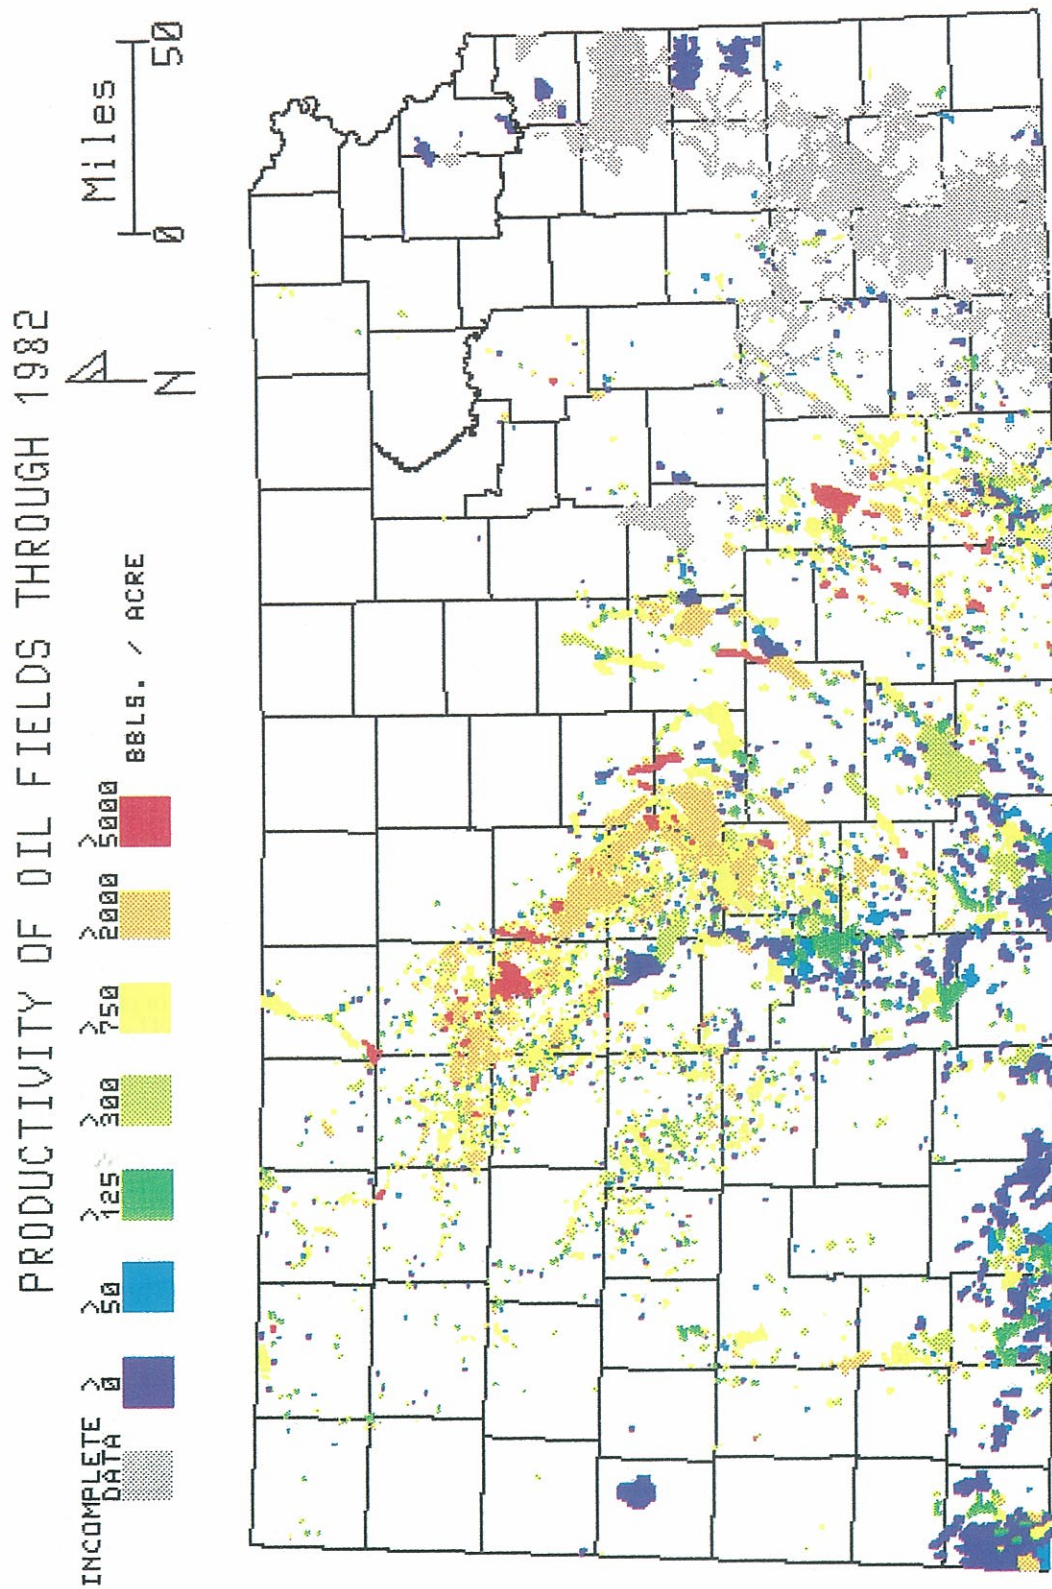 PRODUCTIVITY OF OIL FIELDS THROUGH 1982
INCOMPLETE DATA
>0
>50
>125
>300
>750
>2000
>5000
BBLS. / ACRE
N
Miles
0
50